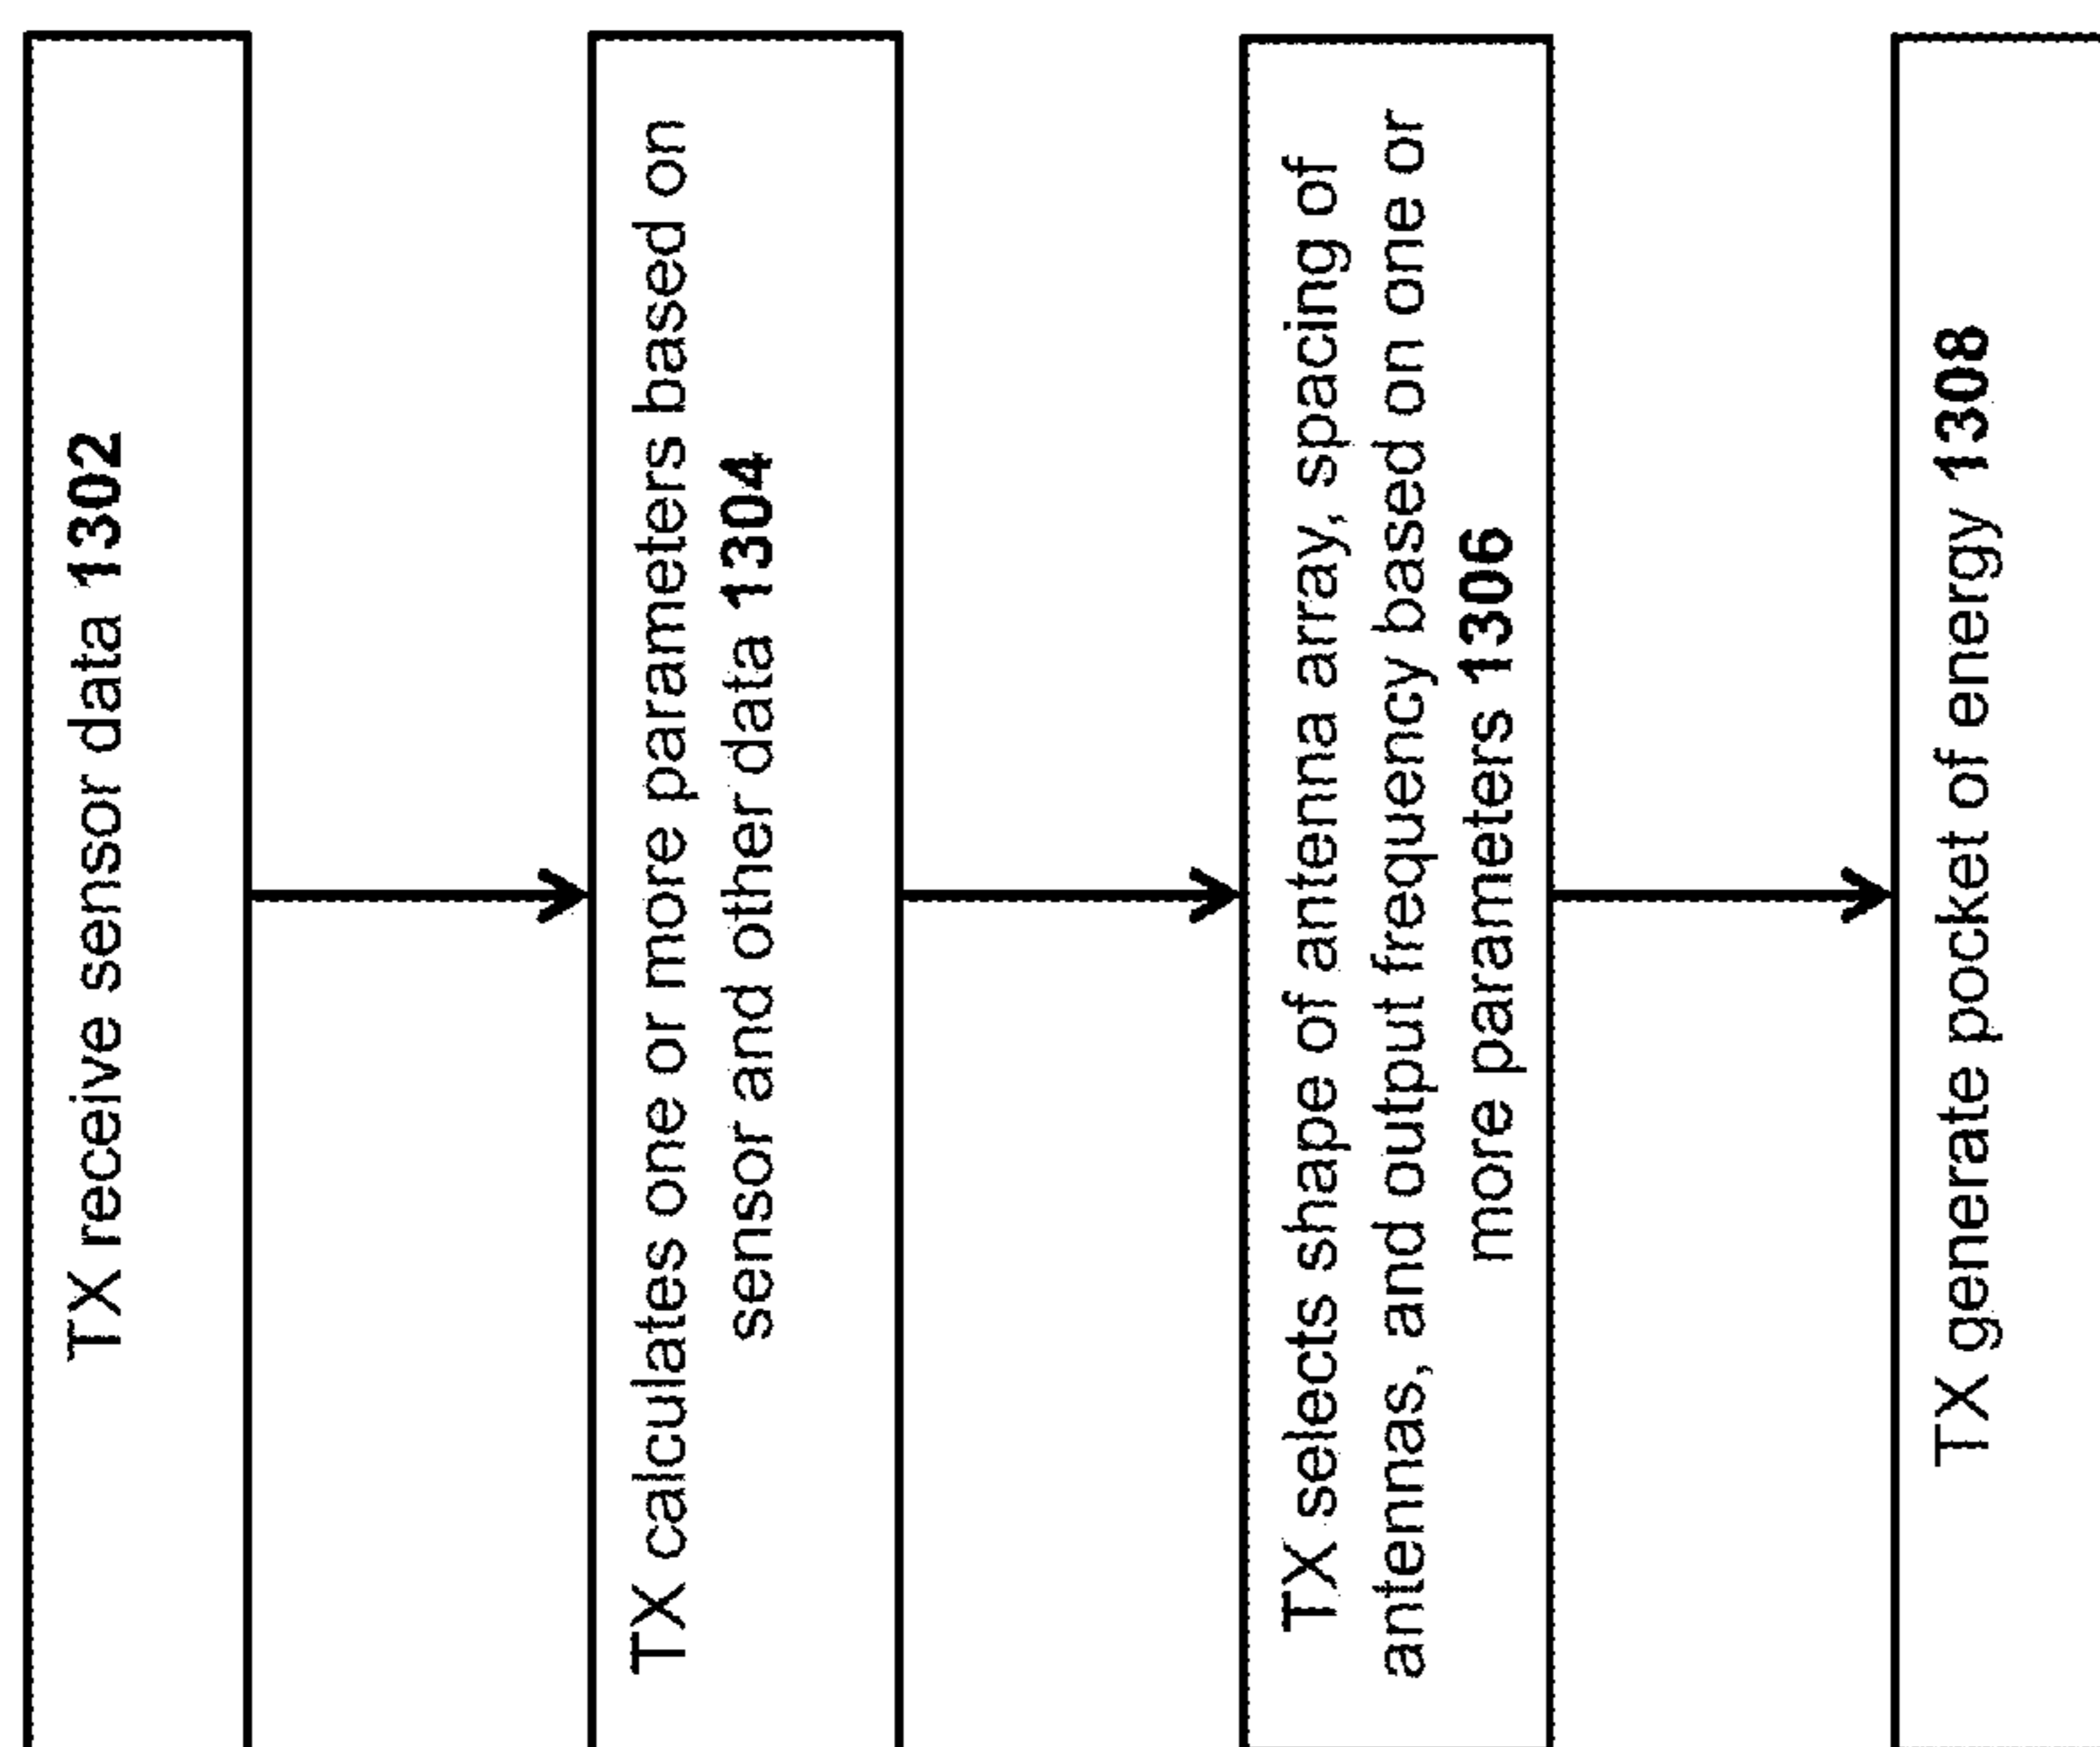 TX receive sensor data 1302
TX calculates one or more parameters based on
sensor and other data 1304
TX selects shape of antenna array, spacing of
antennas, and output frequency based on one or
more parameters 1306
TX generate pocket of energy 1308